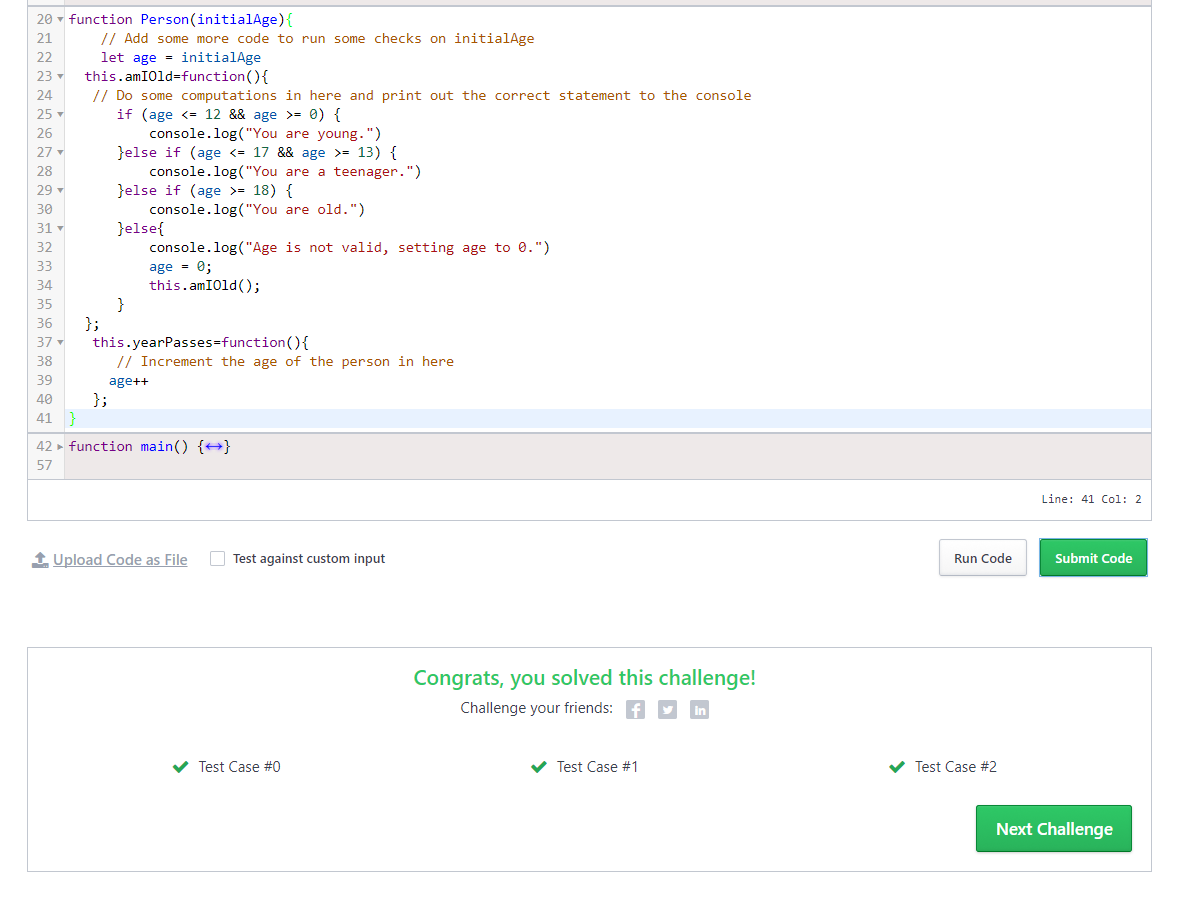 20 function Person(initialAge){
21 // Add some more code to run some checks on initialAge
22 let age = initialAge
23 this.amIOld=function(){
24 // Do some computations in here and print out the correct statement to the console
25 if (age <= 12 && age >= 0) {
26 console.log("You are young.")
27 }else if (age <= 17 && age >= 13) {
28 console.log("You are a teenager.")
29 }else if (age >= 18) {
30 console.log("You are old.")
31 }else{
32 console.log("Age is not valid, setting age to 0.")
33 age = 0;
34 this.amIOld();
35 }
36 };
37 this.yearPasses=function(){
38 // Increment the age of the person in here
39 age++
40 };
41 }
42 function main() {↔}
57
Line: 41 Col: 2
Upload Code as File Test against custom input Run Code Submit Code
Congrats, you solved this challenge!
Challenge your friends: f in
Test Case #0 Test Case #1 Test Case #2
Next Challenge